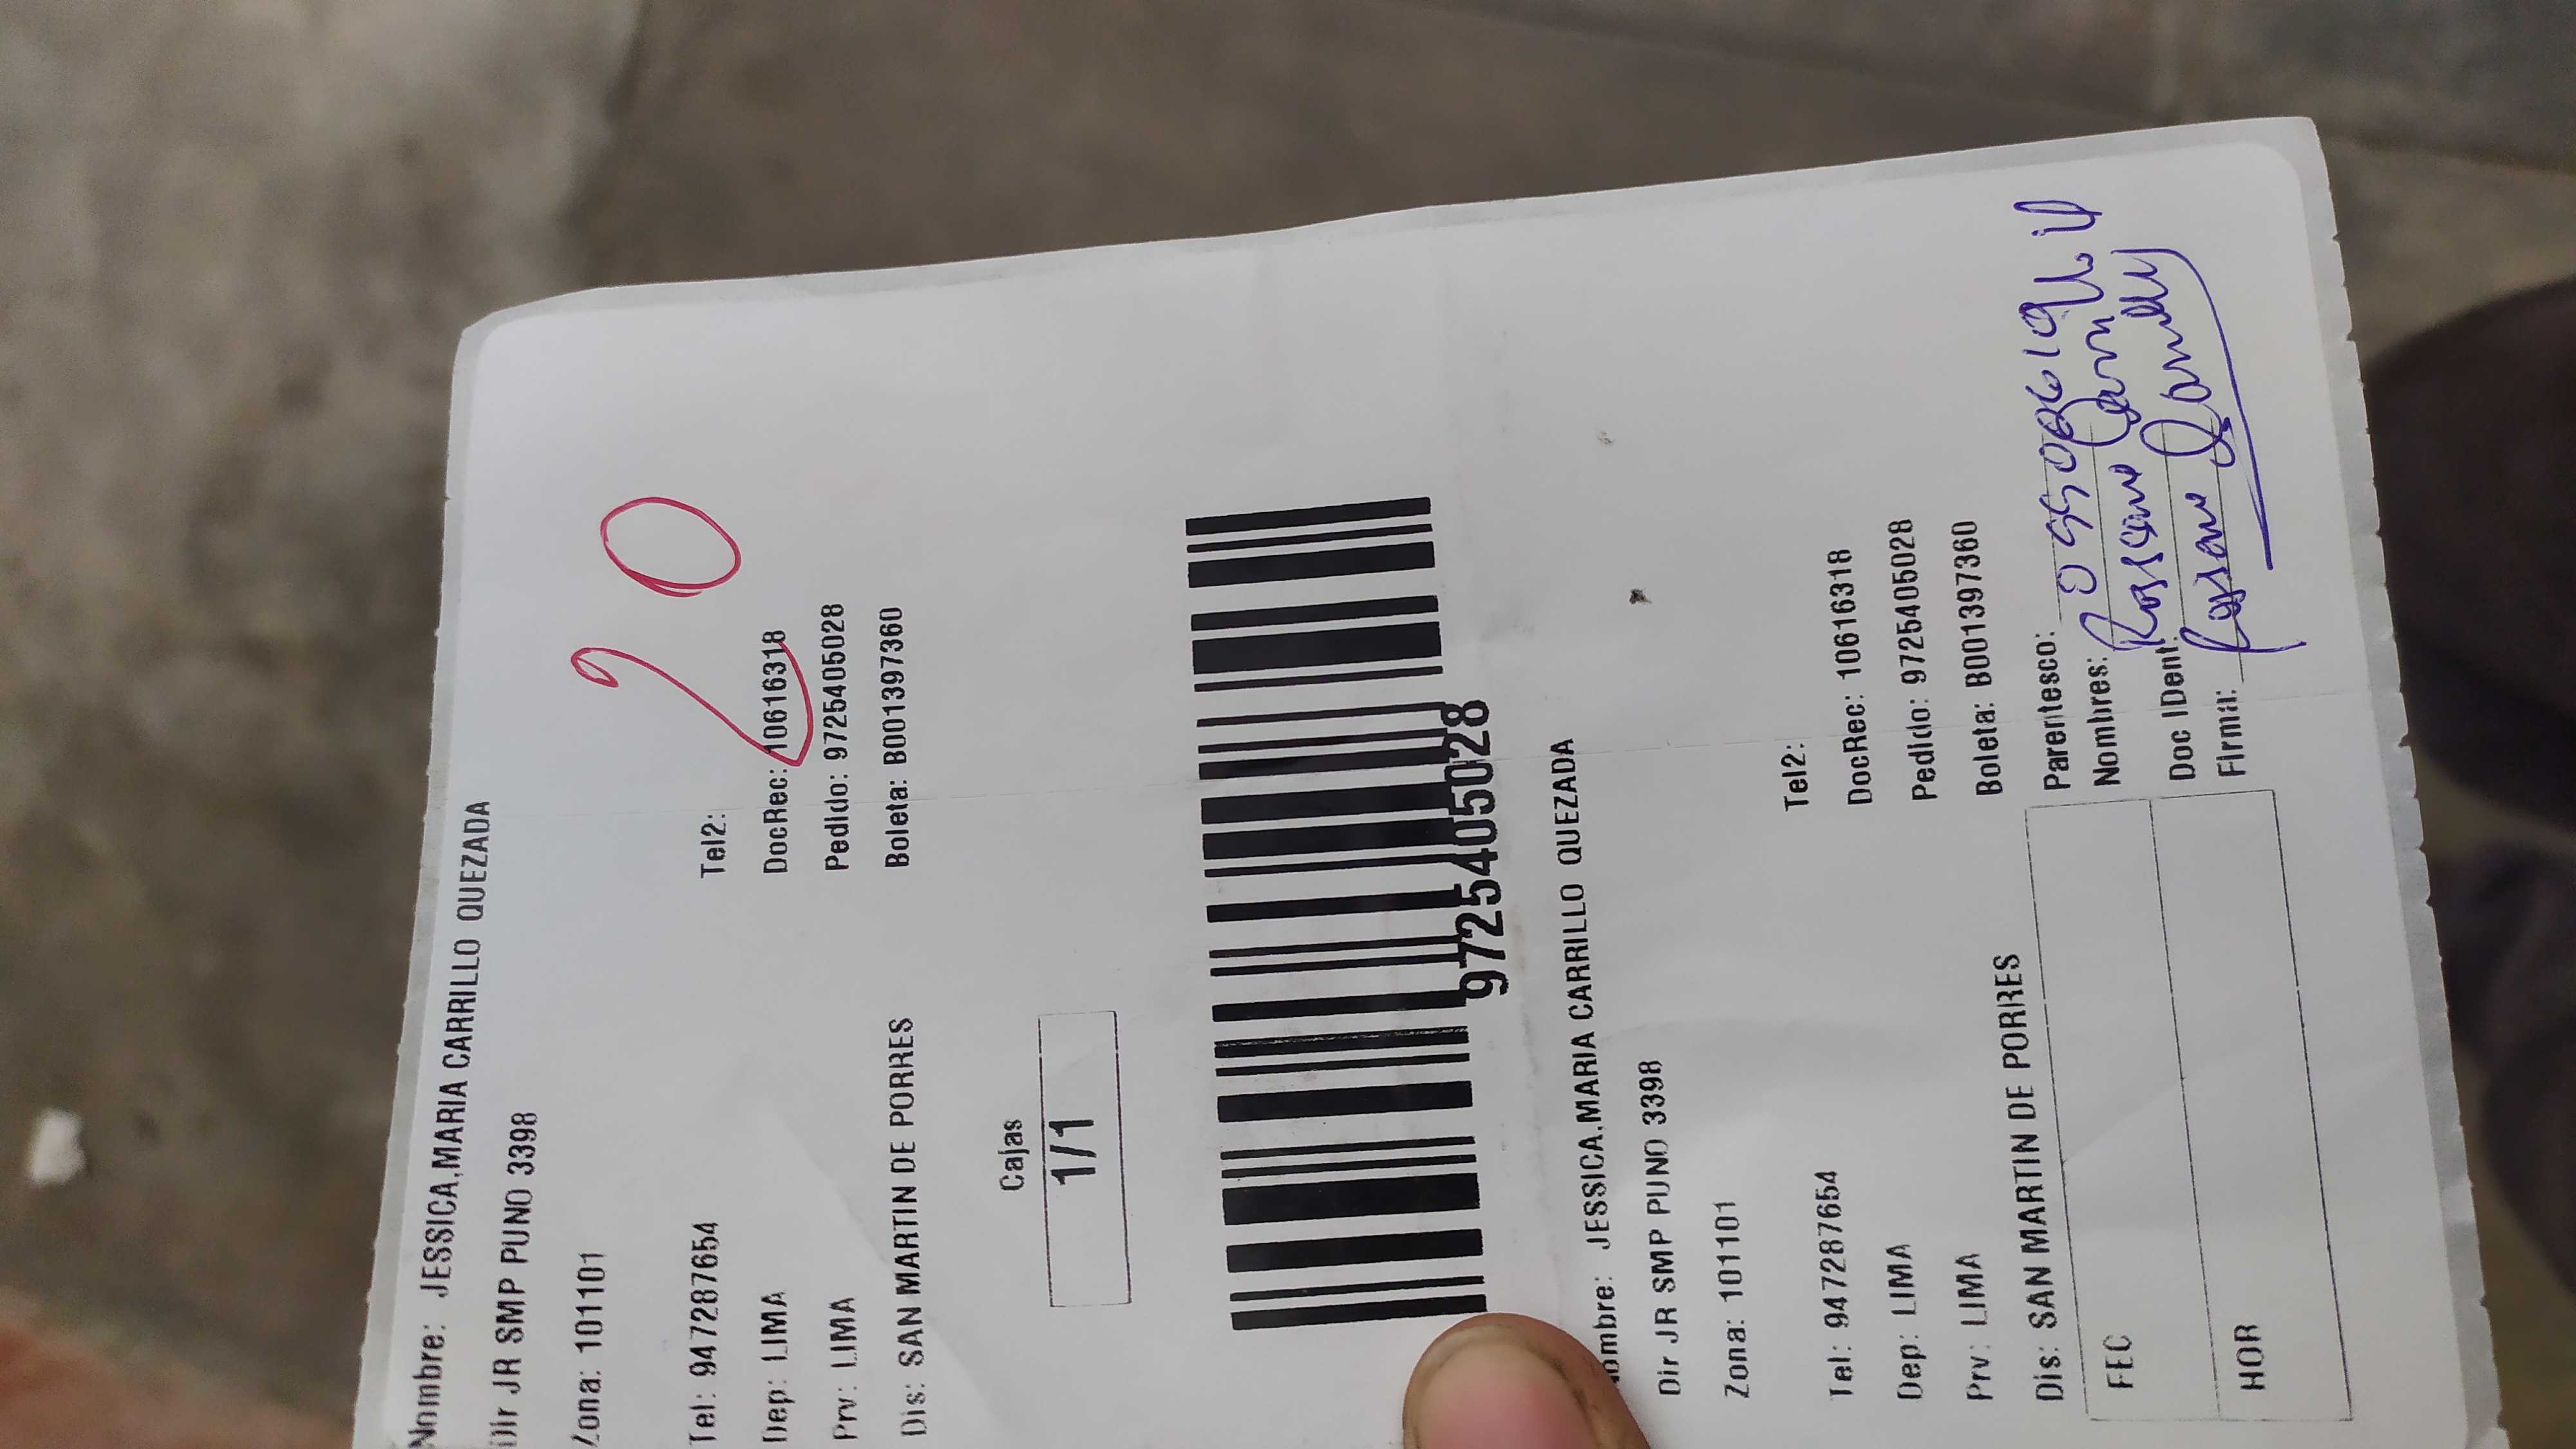 Nombre: JESSICA,MARIA CARRILLO QUEZADA
Dir JR SMP PUNO 3398
Zona: 101101
20
Tel: 947287654 Tel2:
Dep: LIMA DocRec: 10616318
Prv: LIMA Pedido: 9725405028
Dis: SAN MARTIN DE PORRES Boleta: B001397360
Cajas
1/1
9725405028
ombre: JESSICA,MARIA CARRILLO QUEZADA
Dir JR SMP PUNO 3398
Zona: 101101
Tel: 947287654 Tel2:
Dep: LIMA DocRec: 10616318
Prv: LIMA Pedido: 9725405028
Dis: SAN MARTIN DE PORRES Boleta: B001397360
FEC Parentesco:
Nombres:
HOR Doc IDent:
Firma: